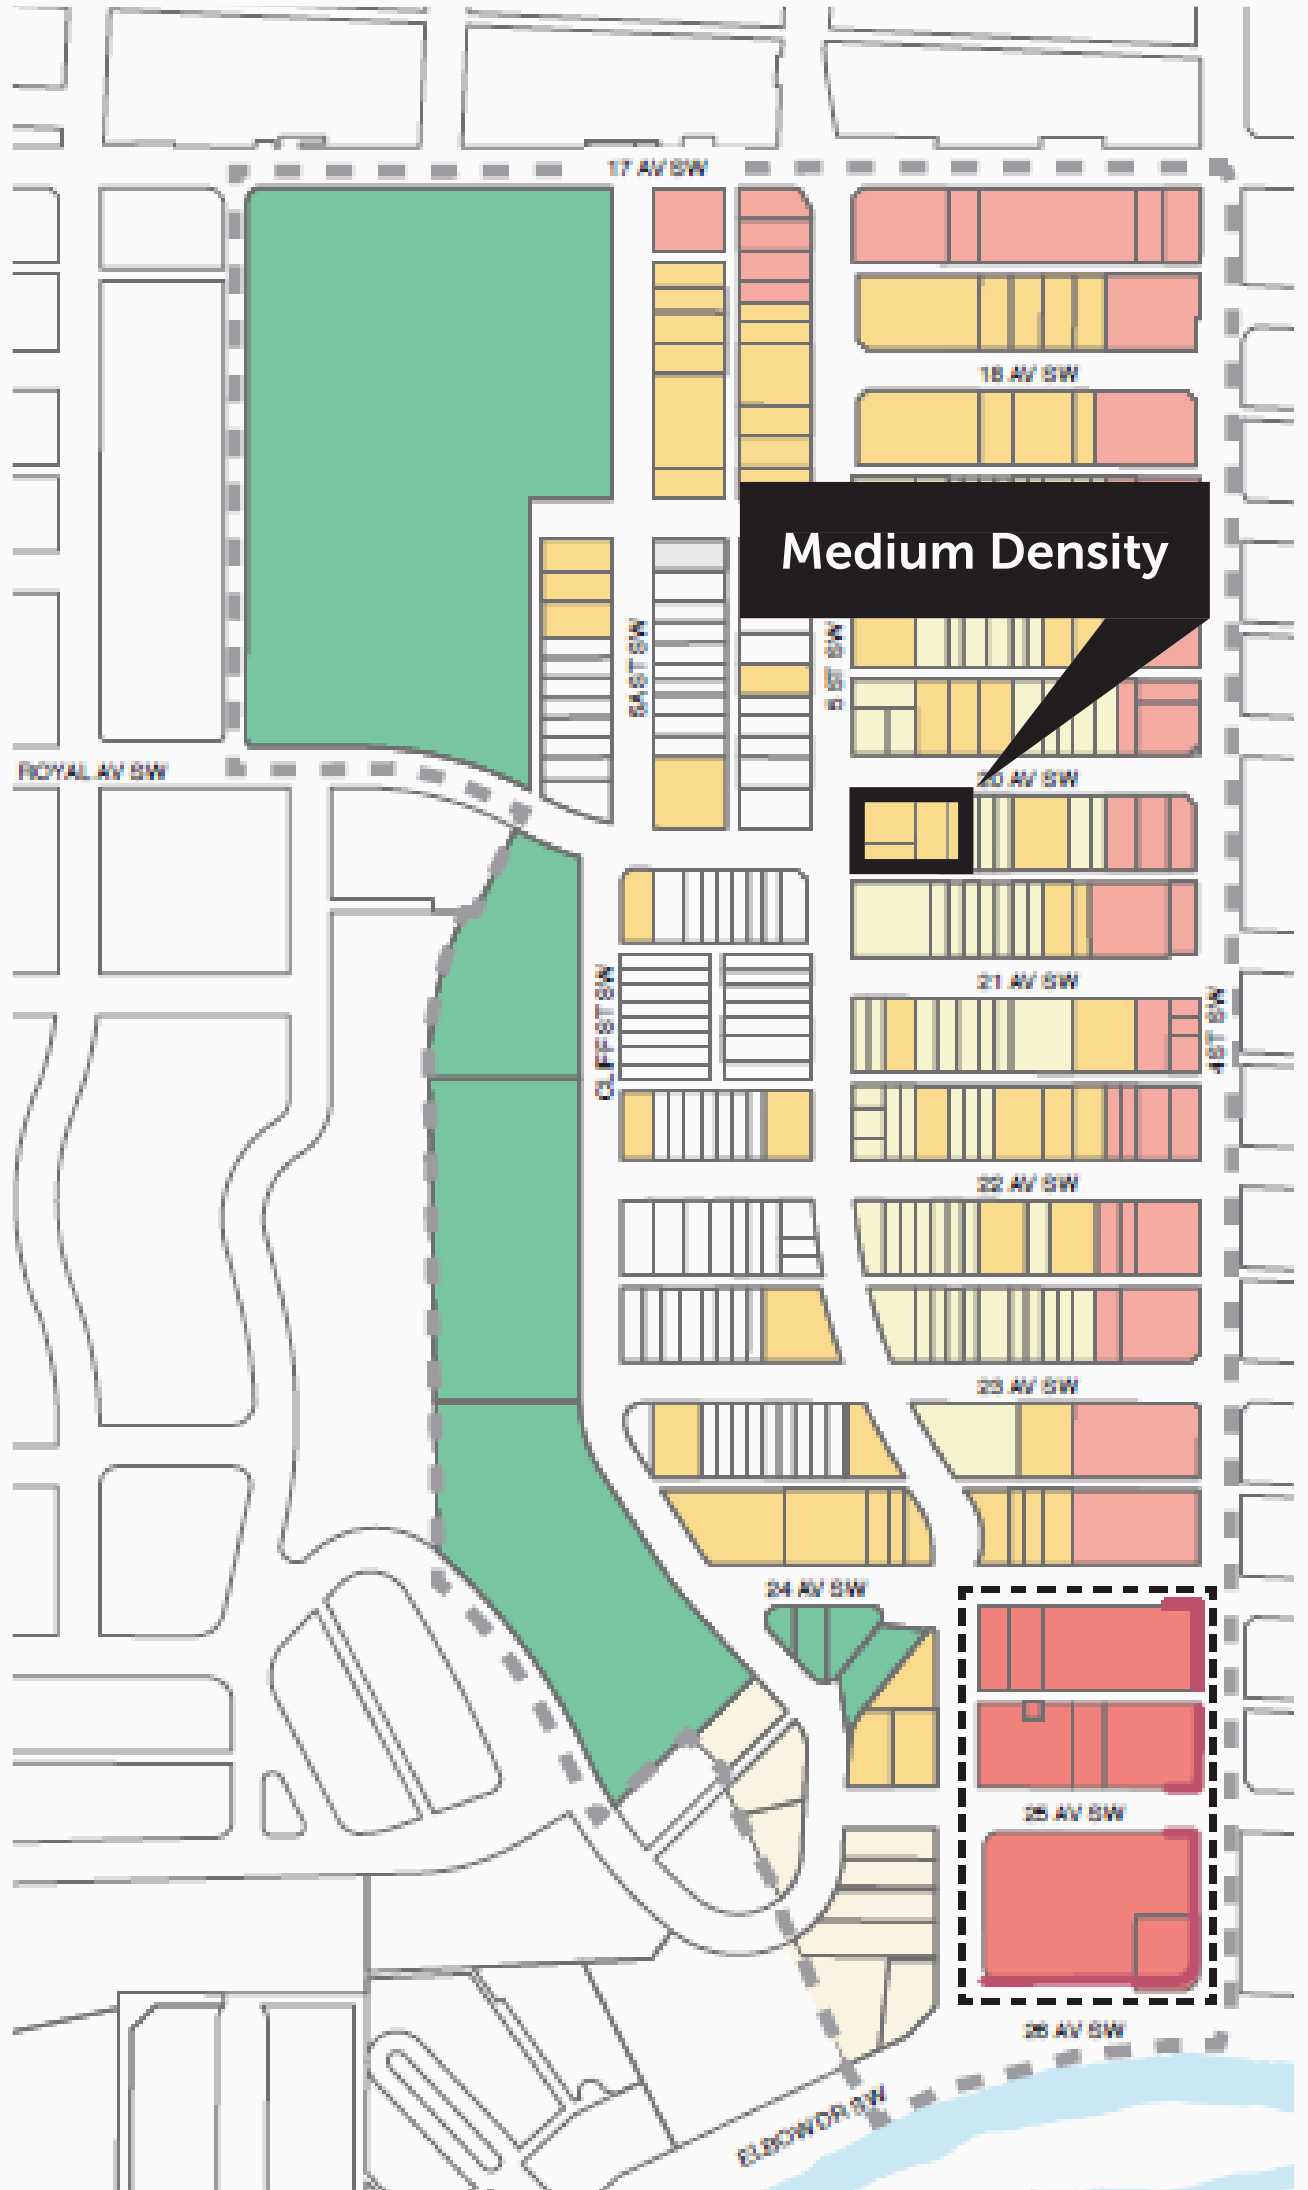 17 AV SW
18 AV SW
Medium Density
5A ST SW
5 ST SW
ROYAL AV SW
20 AV SW
21 AV SW
CLIFF ST SW
4 ST SW
22 AV SW
23 AV SW
24 AV SW
25 AV SW
26 AV SW
ELBOW DR SW